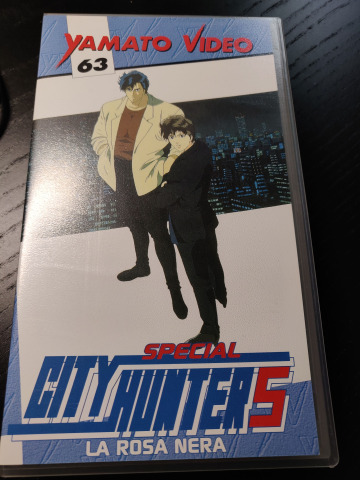 YAMATO VIDEO
63
SPECIAL
CITY HUNTER 5
LA ROSA NERA